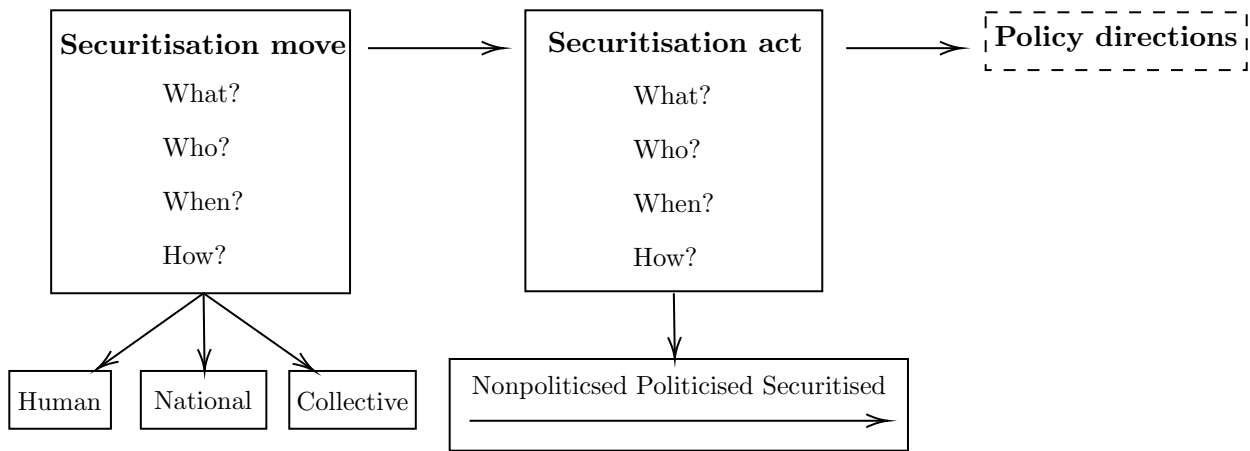 Securitisation move
What?
Who?
When?
How?
Human
National
Collective
Securitisation act
What?
Who?
When?
How?
Nonpoliticsed Politicised Securitised
Policy directions